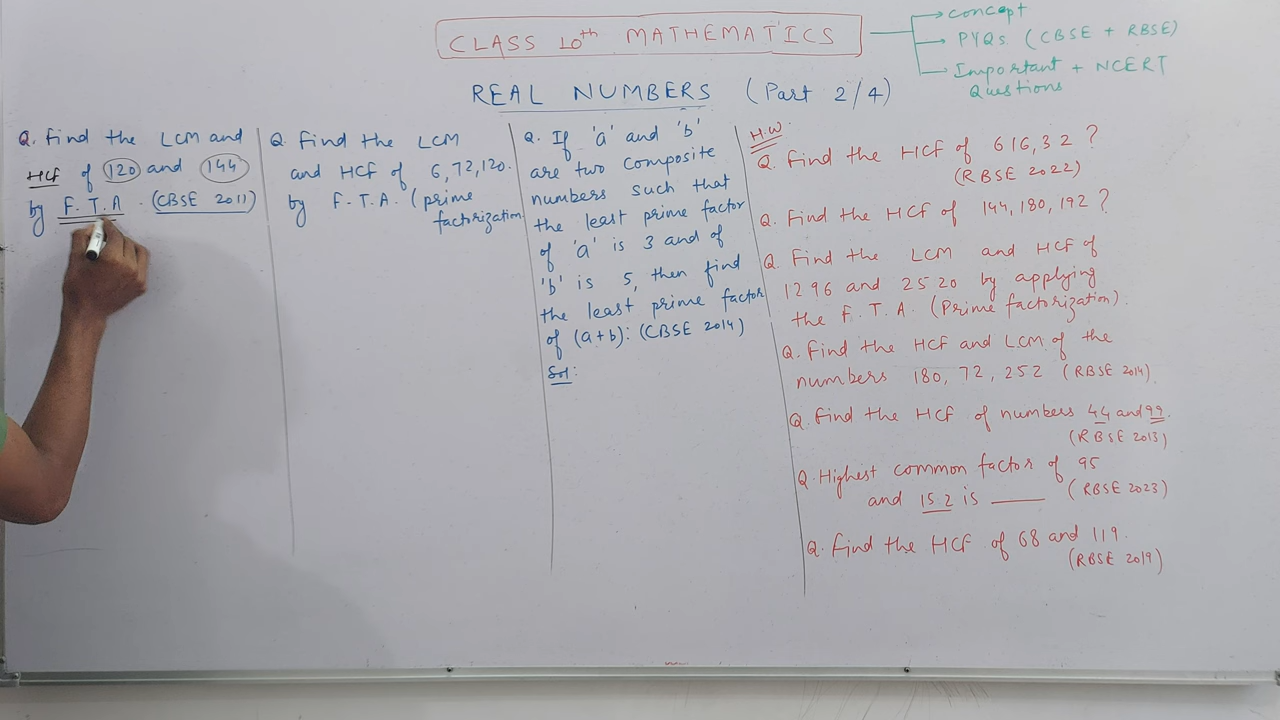 CLASS 10th MATHEMATICS
concept
PYQs (CBSE + RBSE)
Important + NCERT
Questions
REAL NUMBERS (Part 2/4)
Q. Find the LCM and
HCF of 120 and 144
by F.T.A. (CBSE 2011)
Q. Find the LCM
and HCF of 6, 72, 120.
by F.T.A. (prime
factorization
Q. If 'a' and 'b'
are two composite
numbers such that
the least prime factor
of 'a' is 3 and of
'b' is 5, then find
the least prime factor
of (a+b): (CBSE 2014)
Sol:
H.W
Q. Find the HCF of 616, 32 ?
(RBSE 2022)
Q. Find the HCF of 144, 180, 192 ?
Q. Find the LCM and HCF of
1296 and 2520 by applying
the F.T.A. (Prime factorization).
Q. Find the HCF and LCM of the
numbers 180, 72, 252 (RBSE 2014)
Q. Find the HCF of numbers 44 and 99.
(RBSE 2013)
Q. Highest common factor of 95
and 152 is ____ (RBSE 2023)
Q. Find the HCF of 68 and 119.
(RBSE 2019)